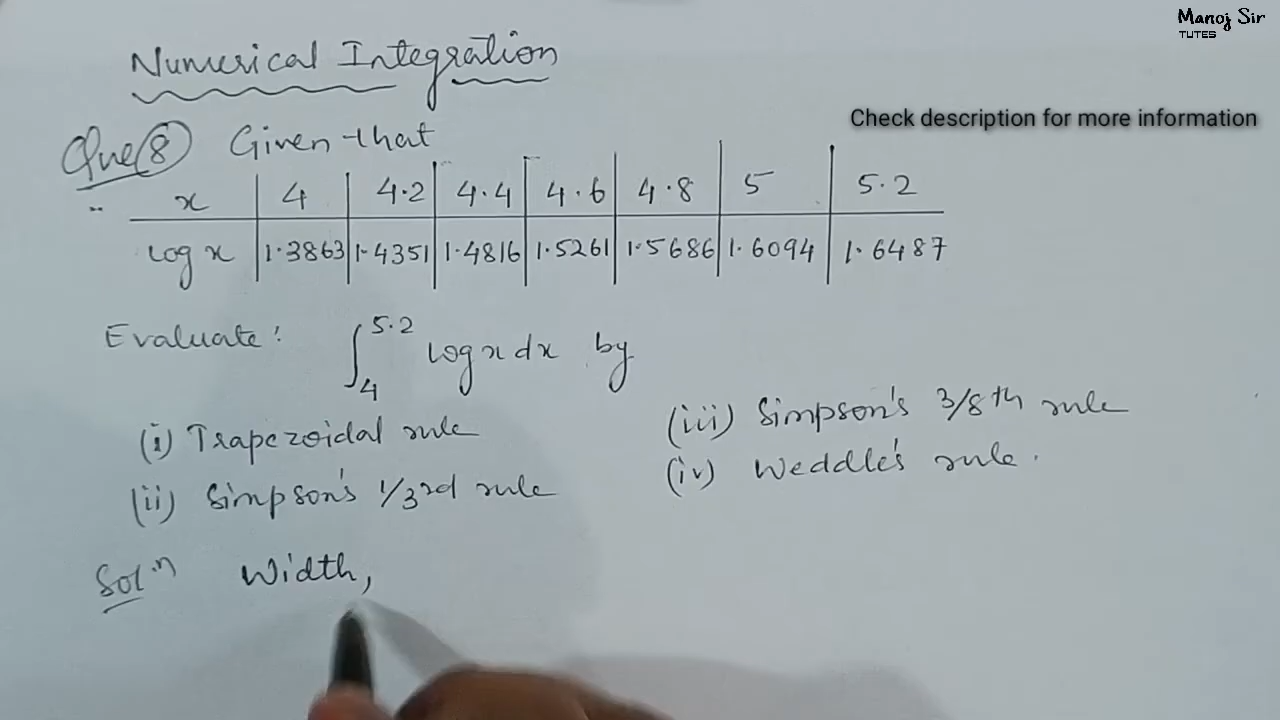 Manoj Sir
TUTES
Numerical Integration
Check description for more information
Que(8) Given that
x | 4 | 4.2 | 4.4 | 4.6 | 4.8 | 5 | 5.2
log x | 1.3863 | 1.4351 | 1.4816 | 1.5261 | 1.5686 | 1.6094 | 1.6487
Evaluate: ∫₄^5.2 log x dx by
(i) Trapezoidal rule
(ii) Simpson's 1/3rd rule
(iii) Simpson's 3/8th rule
(iv) Weddle's rule.
Solⁿ Width,